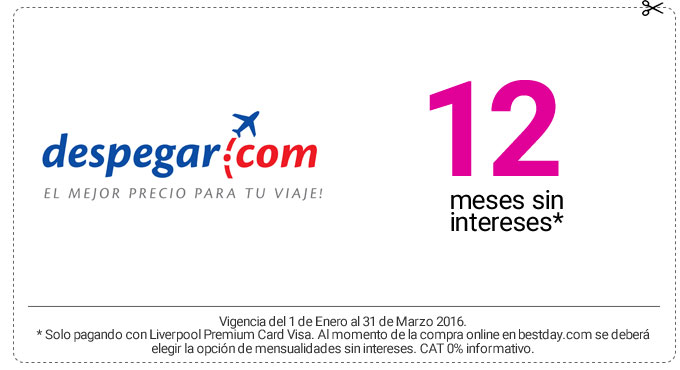 despegar.com
EL MEJOR PRECIO PARA TU VIAJE!
12
meses sin
intereses*
Vigencia del 1 de Enero al 31 de Marzo 2016.
* Solo pagando con Liverpool Premium Card Visa. Al momento de la compra online en bestday.com se deberá
elegir la opción de mensualidades sin intereses. CAT 0% informativo.